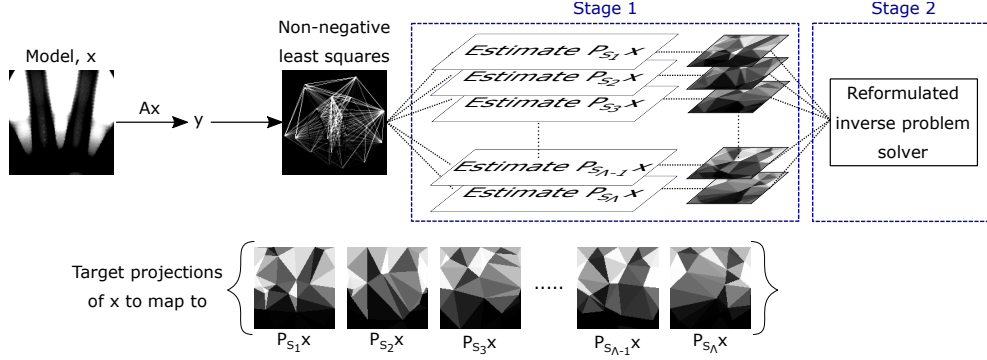 Stage 1
Stage 2
Model, x
Non-negative
least squares
Ax
y
Estimate P_{S_1} x
Estimate P_{S_2} x
Estimate P_{S_3} x
Estimate P_{S_{Λ-1}} x
Estimate P_{S_Λ} x
Reformulated
inverse problem
solver
Target projections
of x to map to
.....
P_{S_1}x
P_{S_2}x
P_{S_3}x
P_{S_{Λ-1}}x
P_{S_Λ}x